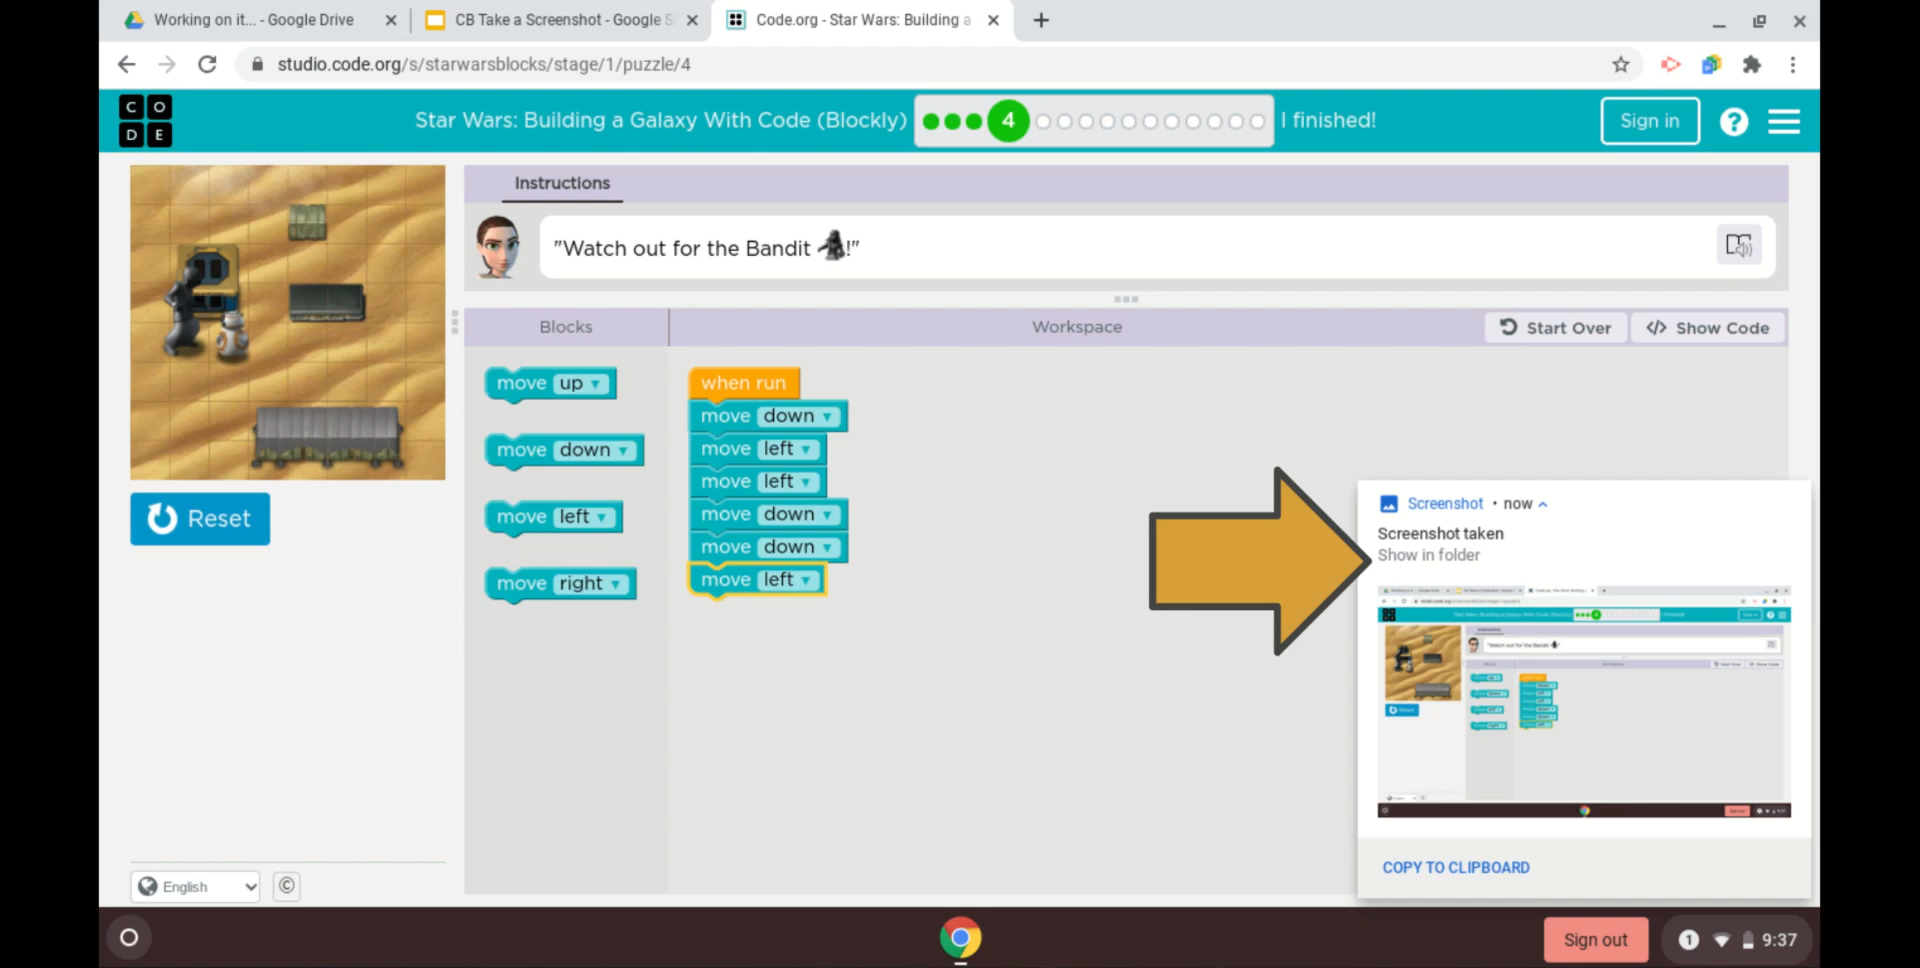 Working on it... - Google Drive
CB Take a Screenshot - Google S
Code.org - Star Wars: Building a
studio.code.org/s/starwarsblocks/stage/1/puzzle/4
C O
D E
Star Wars: Building a Galaxy With Code (Blockly)
4
I finished!
Sign in
?
Instructions
"Watch out for the Bandit !"
Blocks
Workspace
Start Over
</> Show Code
Reset
move up
move down
move left
move right
when run
move down
move left
move left
move down
move down
move left
Screenshot • now
Screenshot taken
Show in folder
COPY TO CLIPBOARD
English
©
Sign out
1
9:37